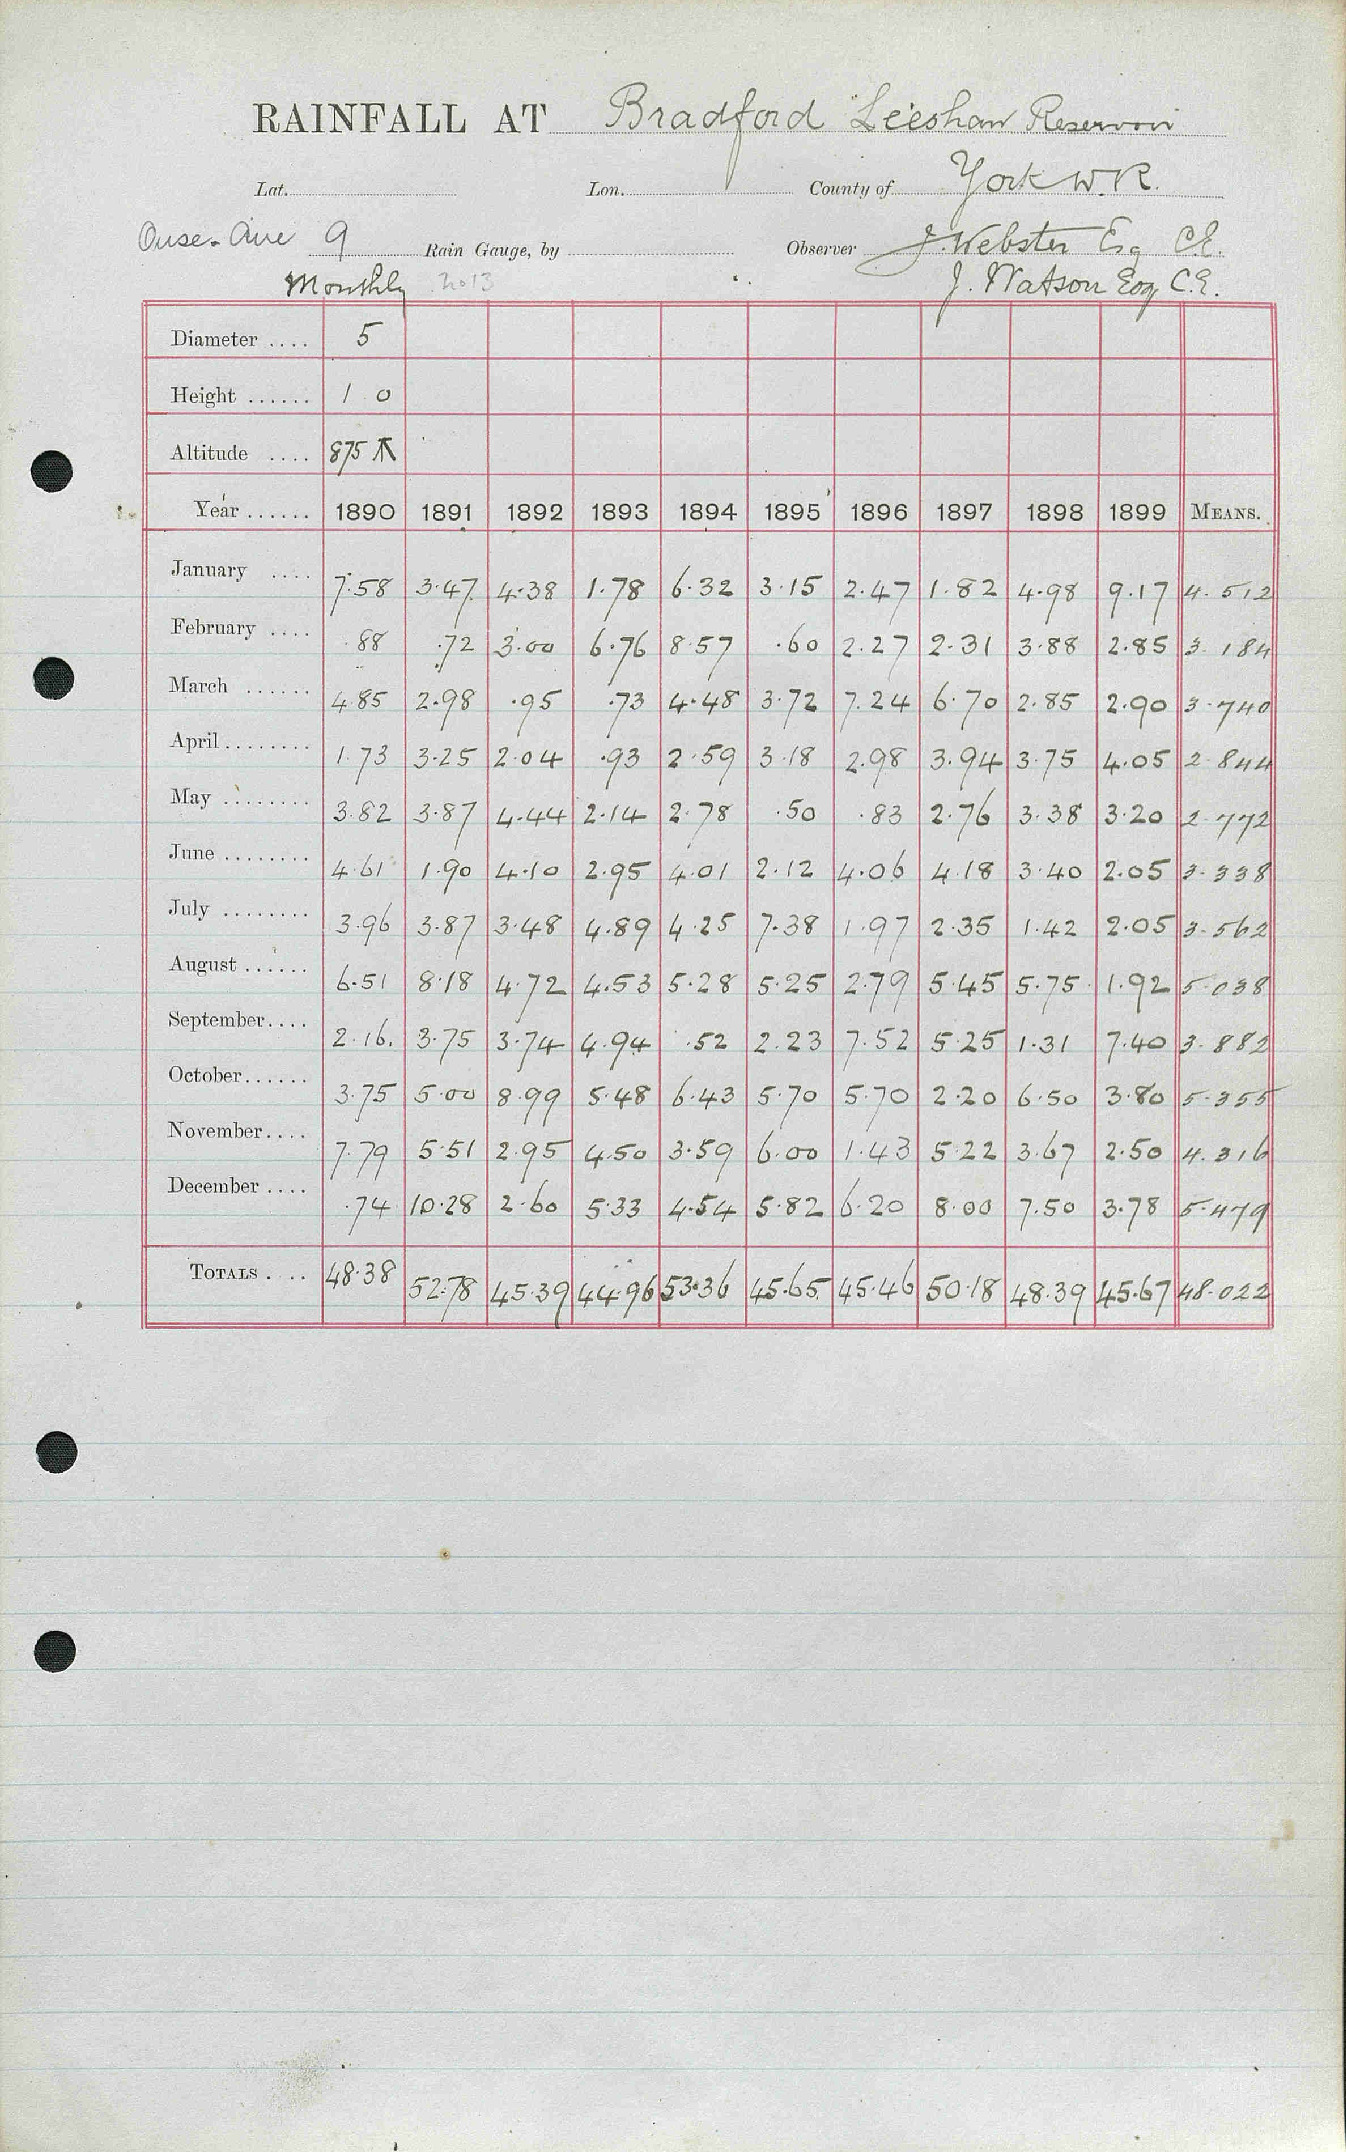 RAINFALL AT Bradford Leeshaw Reservoir
Lat. Lon. County of York W.R.
Ouse-Aire 9 Rain Gauge, by Observer J. Webster Esq C.E.
Monthly 2013 J. Watson Esq C.E.
Diameter .... 5
Height ...... 1 0
Altitude .... 875
Year ...... 1890 1891 1892 1893 1894 1895 1896 1897 1898 1899 MEANS.
January .... 7.58 3.47 4.38 1.78 6.32 3.15 2.47 1.82 4.98 9.17 4.512
February .... .88 .72 3.00 6.76 8.57 .60 2.27 2.31 3.88 2.85 3.184
March ...... 4.85 2.98 .95 .73 4.48 3.72 7.24 6.70 2.85 2.90 3.740
April ........ 1.73 3.25 2.04 .93 2.59 3.18 2.98 3.94 3.75 4.05 2.844
May ........ 3.82 3.87 4.44 2.14 2.78 .50 .83 2.76 3.38 3.20 2.772
June ........ 4.61 1.90 4.10 2.95 4.01 2.12 4.06 4.18 3.40 2.05 3.338
July ........ 3.96 3.87 3.48 4.89 4.25 7.38 1.97 2.35 1.42 2.05 3.562
August ...... 6.51 8.18 4.72 4.53 5.28 5.25 2.79 5.45 5.75 1.92 5.038
September .... 2.16. 3.75 3.74 4.94 .52 2.23 7.52 5.25 1.31 7.40 3.882
October ...... 3.75 5.00 8.99 5.48 6.43 5.70 5.70 2.20 6.50 3.80 5.355
November .... 7.79 5.51 2.95 4.50 3.59 6.00 1.43 5.22 3.67 2.50 4.316
December .... .74 10.28 2.60 5.33 4.54 5.82 6.20 8.00 7.50 3.78 5.479
TOTALS .... 48.38 52.78 45.39 44.96 53.36 45.65 45.46 50.18 48.39 45.67 48.022